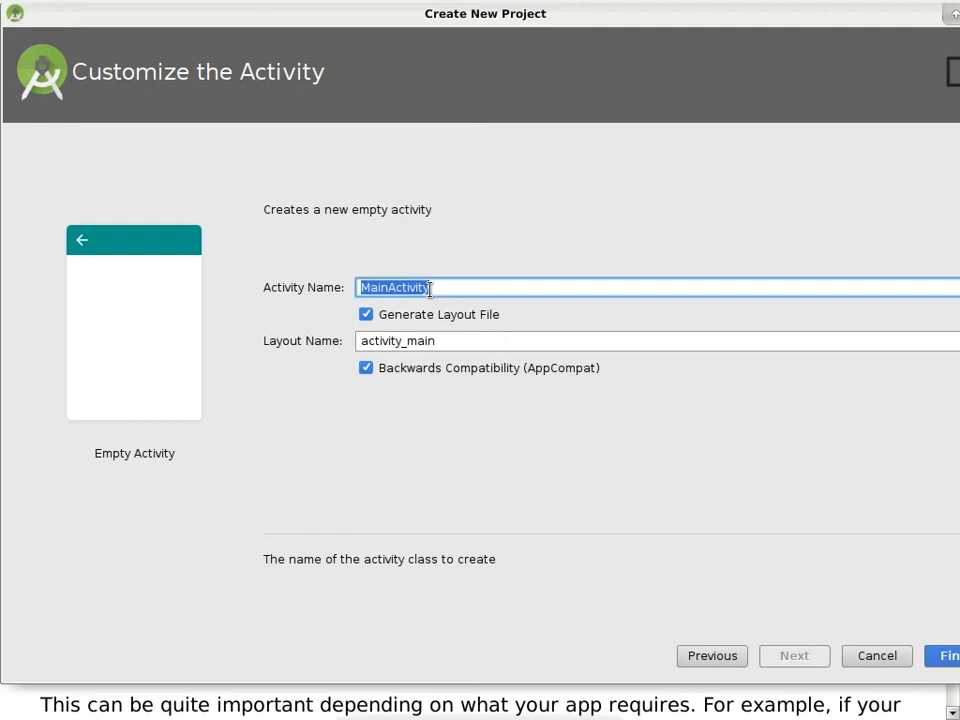 Create New Project
Customize the Activity
Creates a new empty activity
Activity Name: MainActivity
Generate Layout File
Layout Name: activity_main
Backwards Compatibility (AppCompat)
Empty Activity
The name of the activity class to create
Previous Next Cancel Fin
This can be quite important depending on what your app requires. For example, if your